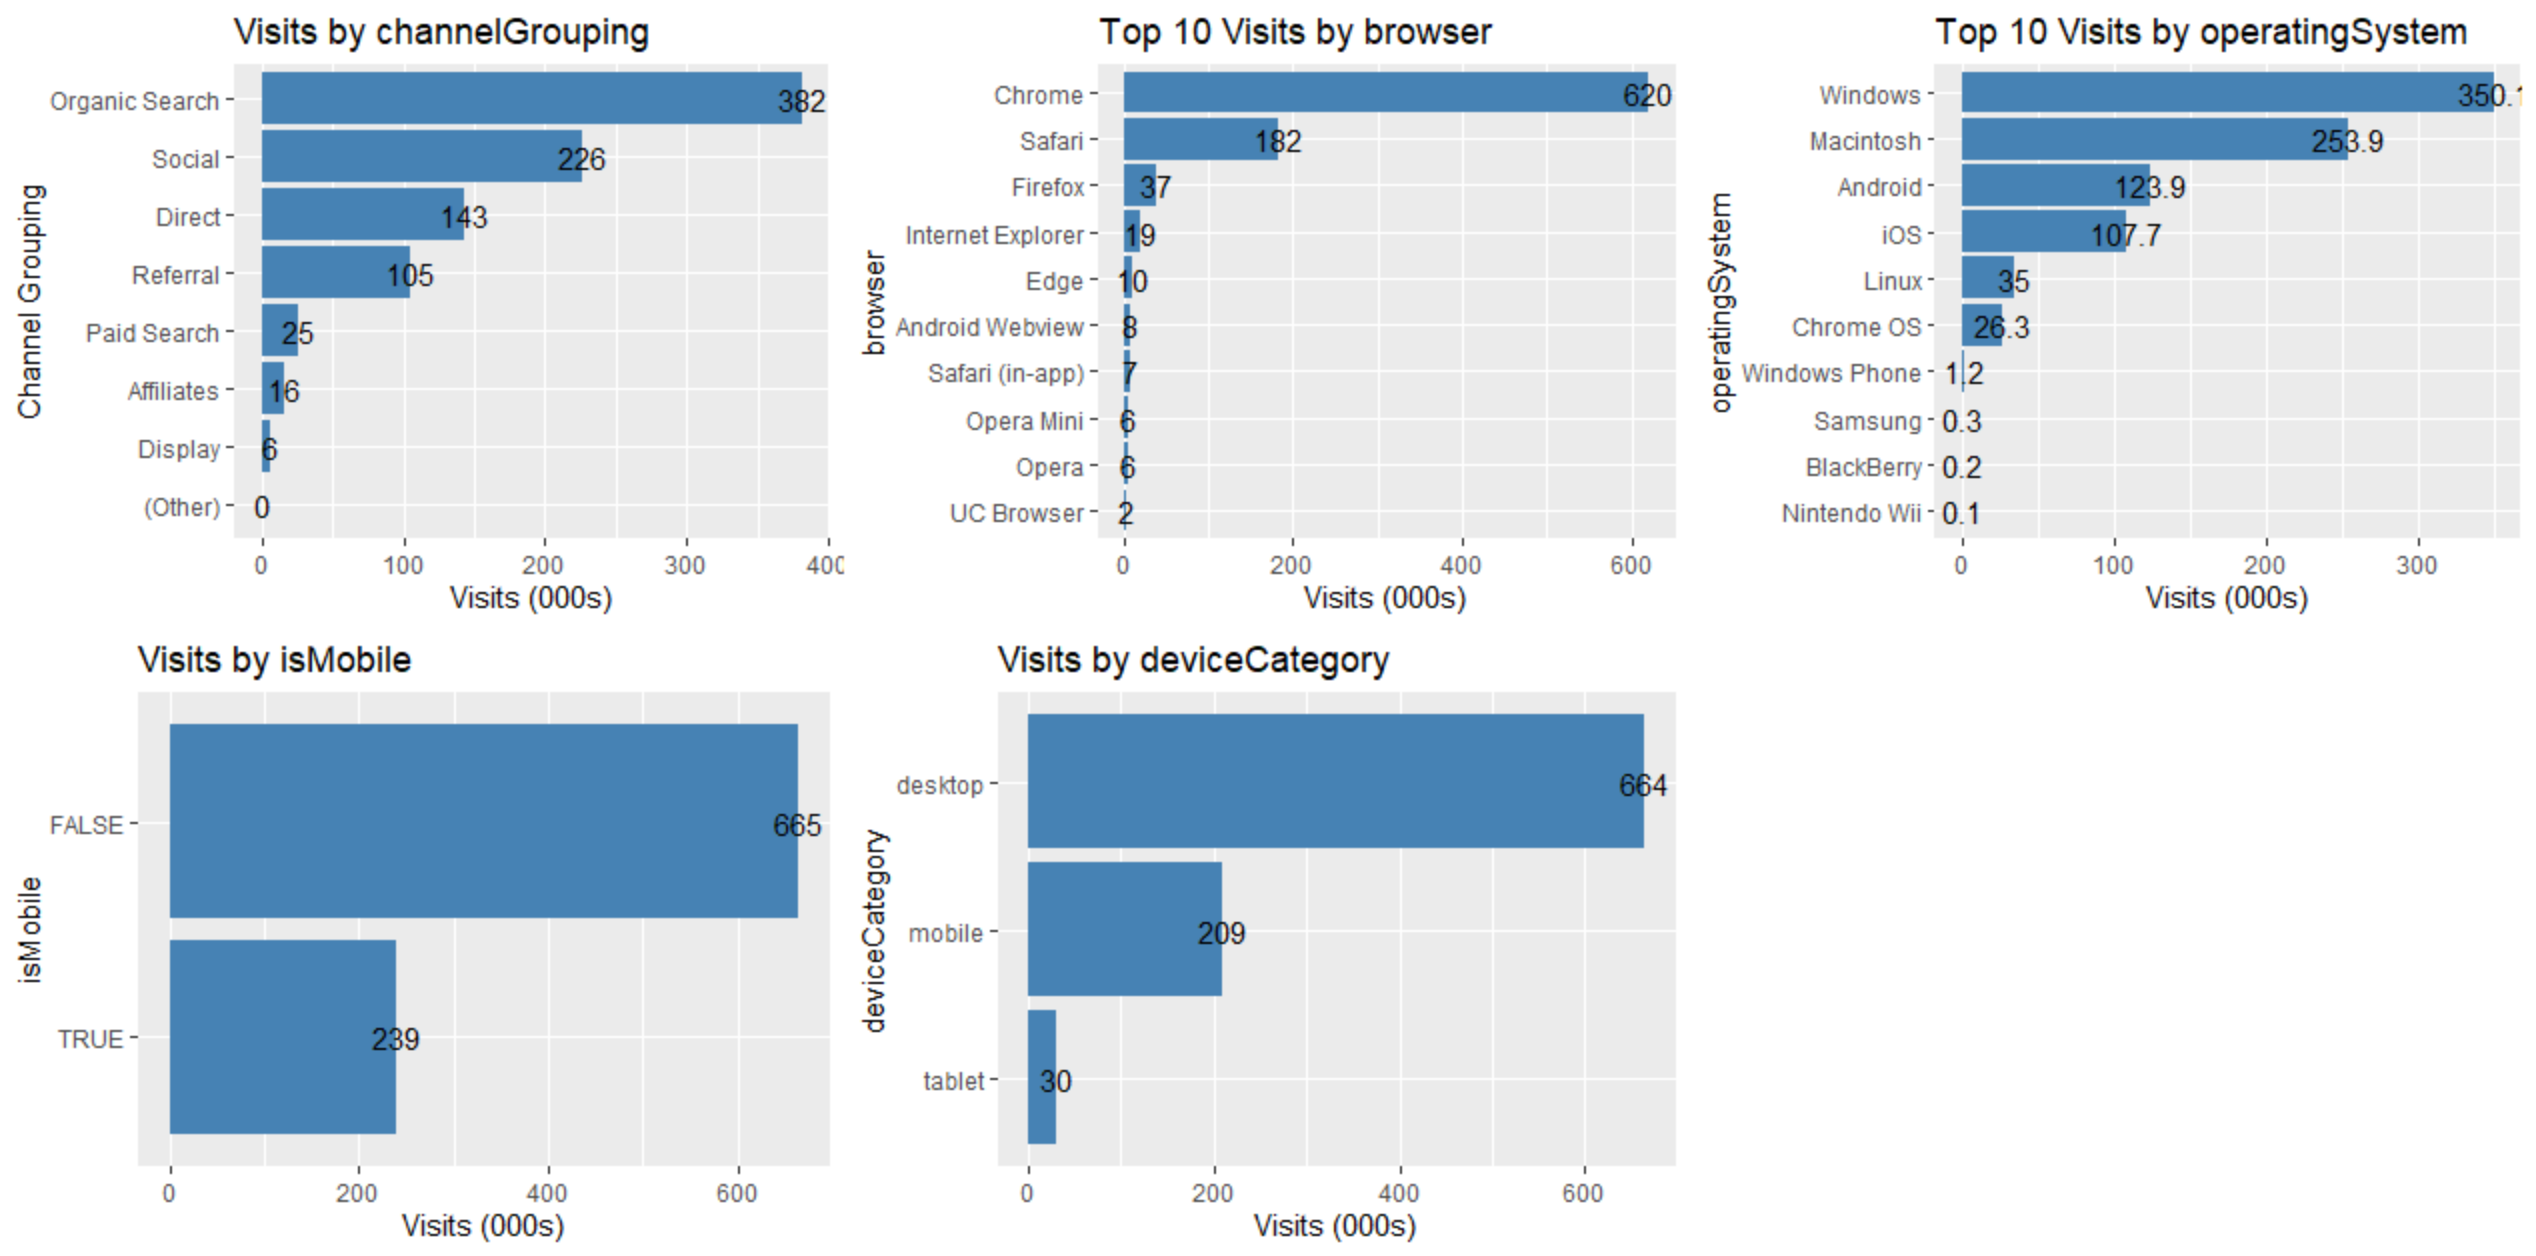 Visits by channelGrouping
Channel Grouping
Organic Search 382
Social 226
Direct 143
Referral 105
Paid Search 25
Affiliates 16
Display 6
(Other) 0
0 100 200 300 400
Visits (000s)
Top 10 Visits by browser
browser
Chrome 620
Safari 182
Firefox 37
Internet Explorer 19
Edge 10
Android Webview 8
Safari (in-app) 7
Opera Mini 6
Opera 6
UC Browser 2
0 200 400 600
Visits (000s)
Top 10 Visits by operatingSystem
operatingSystem
Windows 350.1
Macintosh 253.9
Android 123.9
iOS 107.7
Linux 35
Chrome OS 26.3
Windows Phone 1.2
Samsung 0.3
BlackBerry 0.2
Nintendo Wii 0.1
0 100 200 300
Visits (000s)
Visits by isMobile
isMobile
FALSE 665
TRUE 239
0 200 400 600
Visits (000s)
Visits by deviceCategory
deviceCategory
desktop 664
mobile 209
tablet 30
0 200 400 600
Visits (000s)